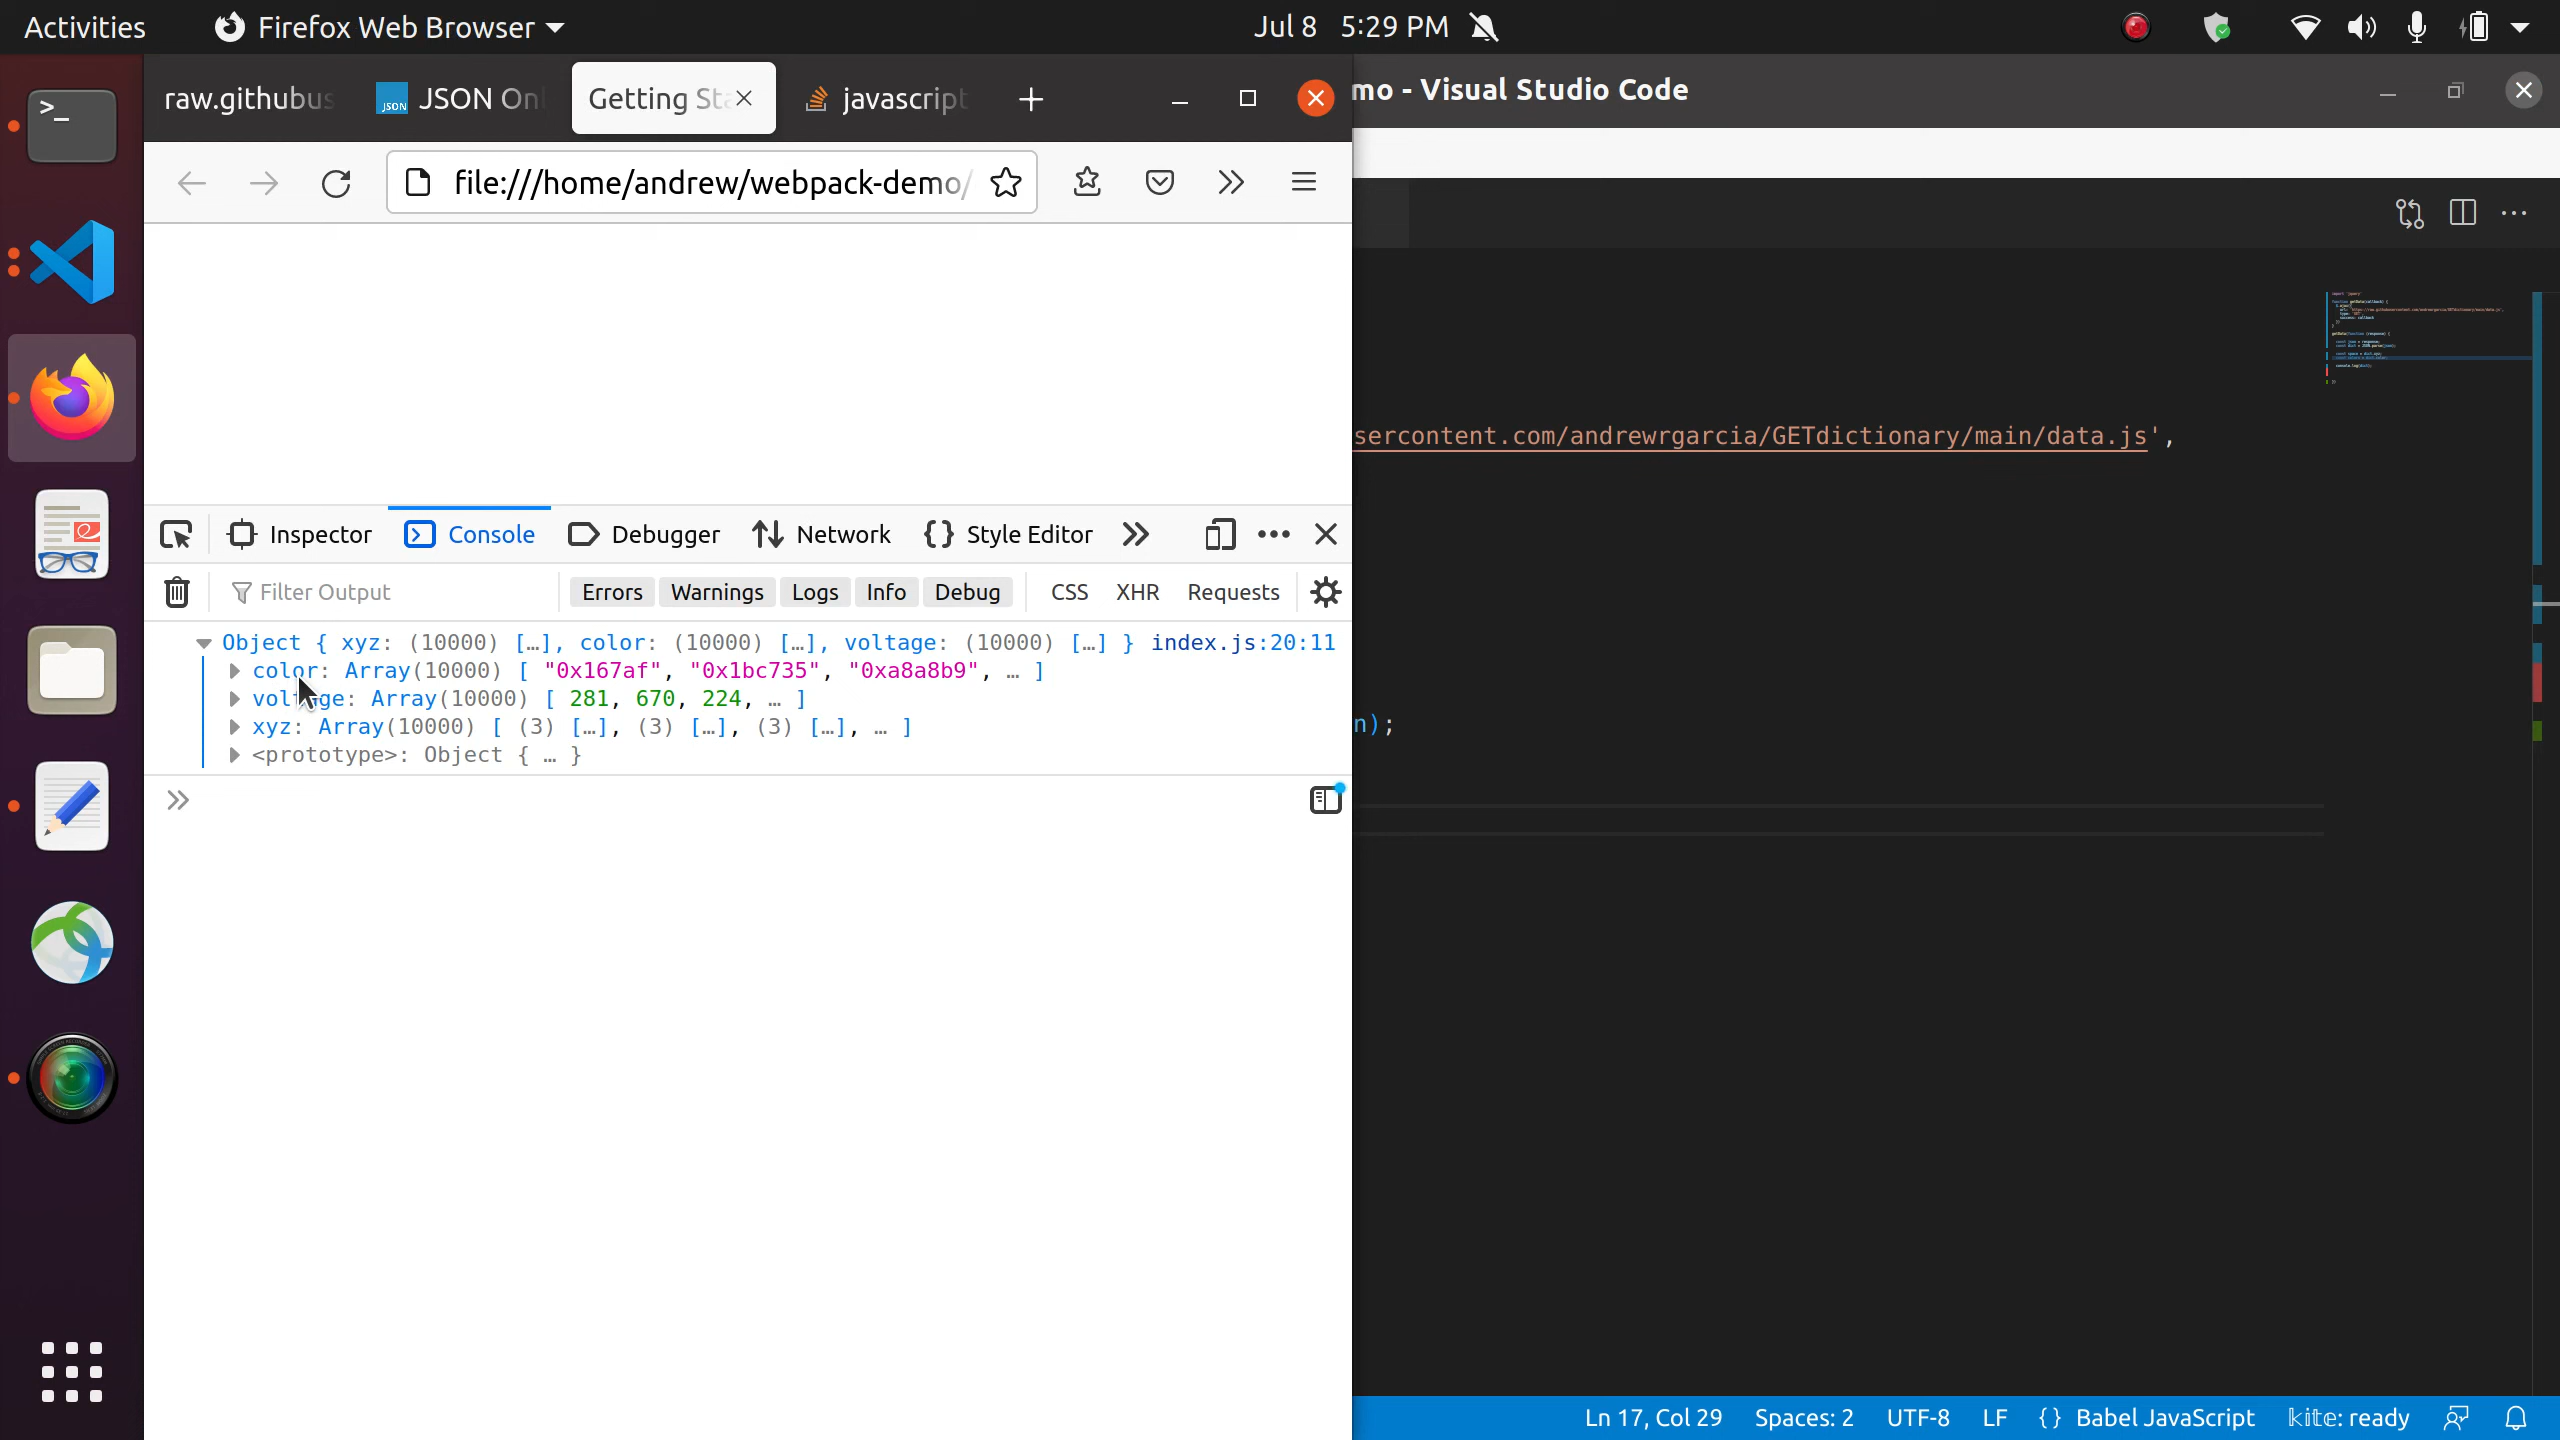 Activities
Firefox Web Browser
Jul 8 5:29 PM
raw.githubus
JSON Onl
Getting Sta
javascript
mo - Visual Studio Code
file:///home/andrew/webpack-demo/
sercontent.com/andrewrgarcia/GETdictionary/main/data.js',
Inspector
Console
Debugger
Network
{} Style Editor
Filter Output
Errors
Warnings
Logs
Info
Debug
CSS
XHR
Requests
Object { xyz: (10000) […], color: (10000) […], voltage: (10000) […] } index.js:20:11
color: Array(10000) [ "0x167af", "0x1bc735", "0xa8a8b9", … ]
voltage: Array(10000) [ 281, 670, 224, … ]
xyz: Array(10000) [ (3) […], (3) […], (3) […], … ]
<prototype>: Object { … }
n);
Ln 17, Col 29
Spaces: 2
UTF-8
LF
{} Babel JavaScript
kite: ready